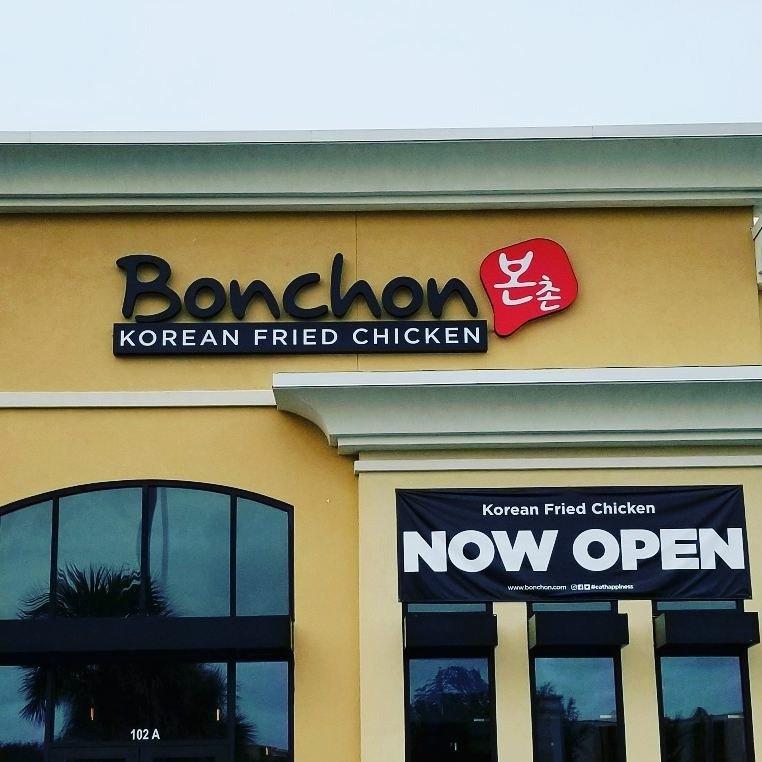 Bonchon
본촌
KOREAN FRIED CHICKEN
Korean Fried Chicken
NOW OPEN
www.bonchon.com #eathappiness
102 A